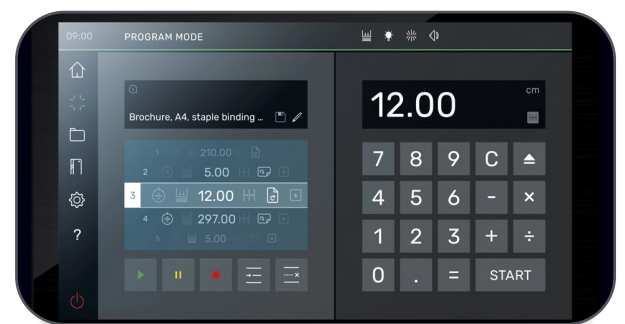 09:00 PROGRAM MODE
Brochure, A4, staple binding ...
1 210.00
2 5.00
3 12.00
4 297.00
5 5.00
?
12.00 cm
7 8 9 C
4 5 6 - ×
1 2 3 + ÷
0 . = START